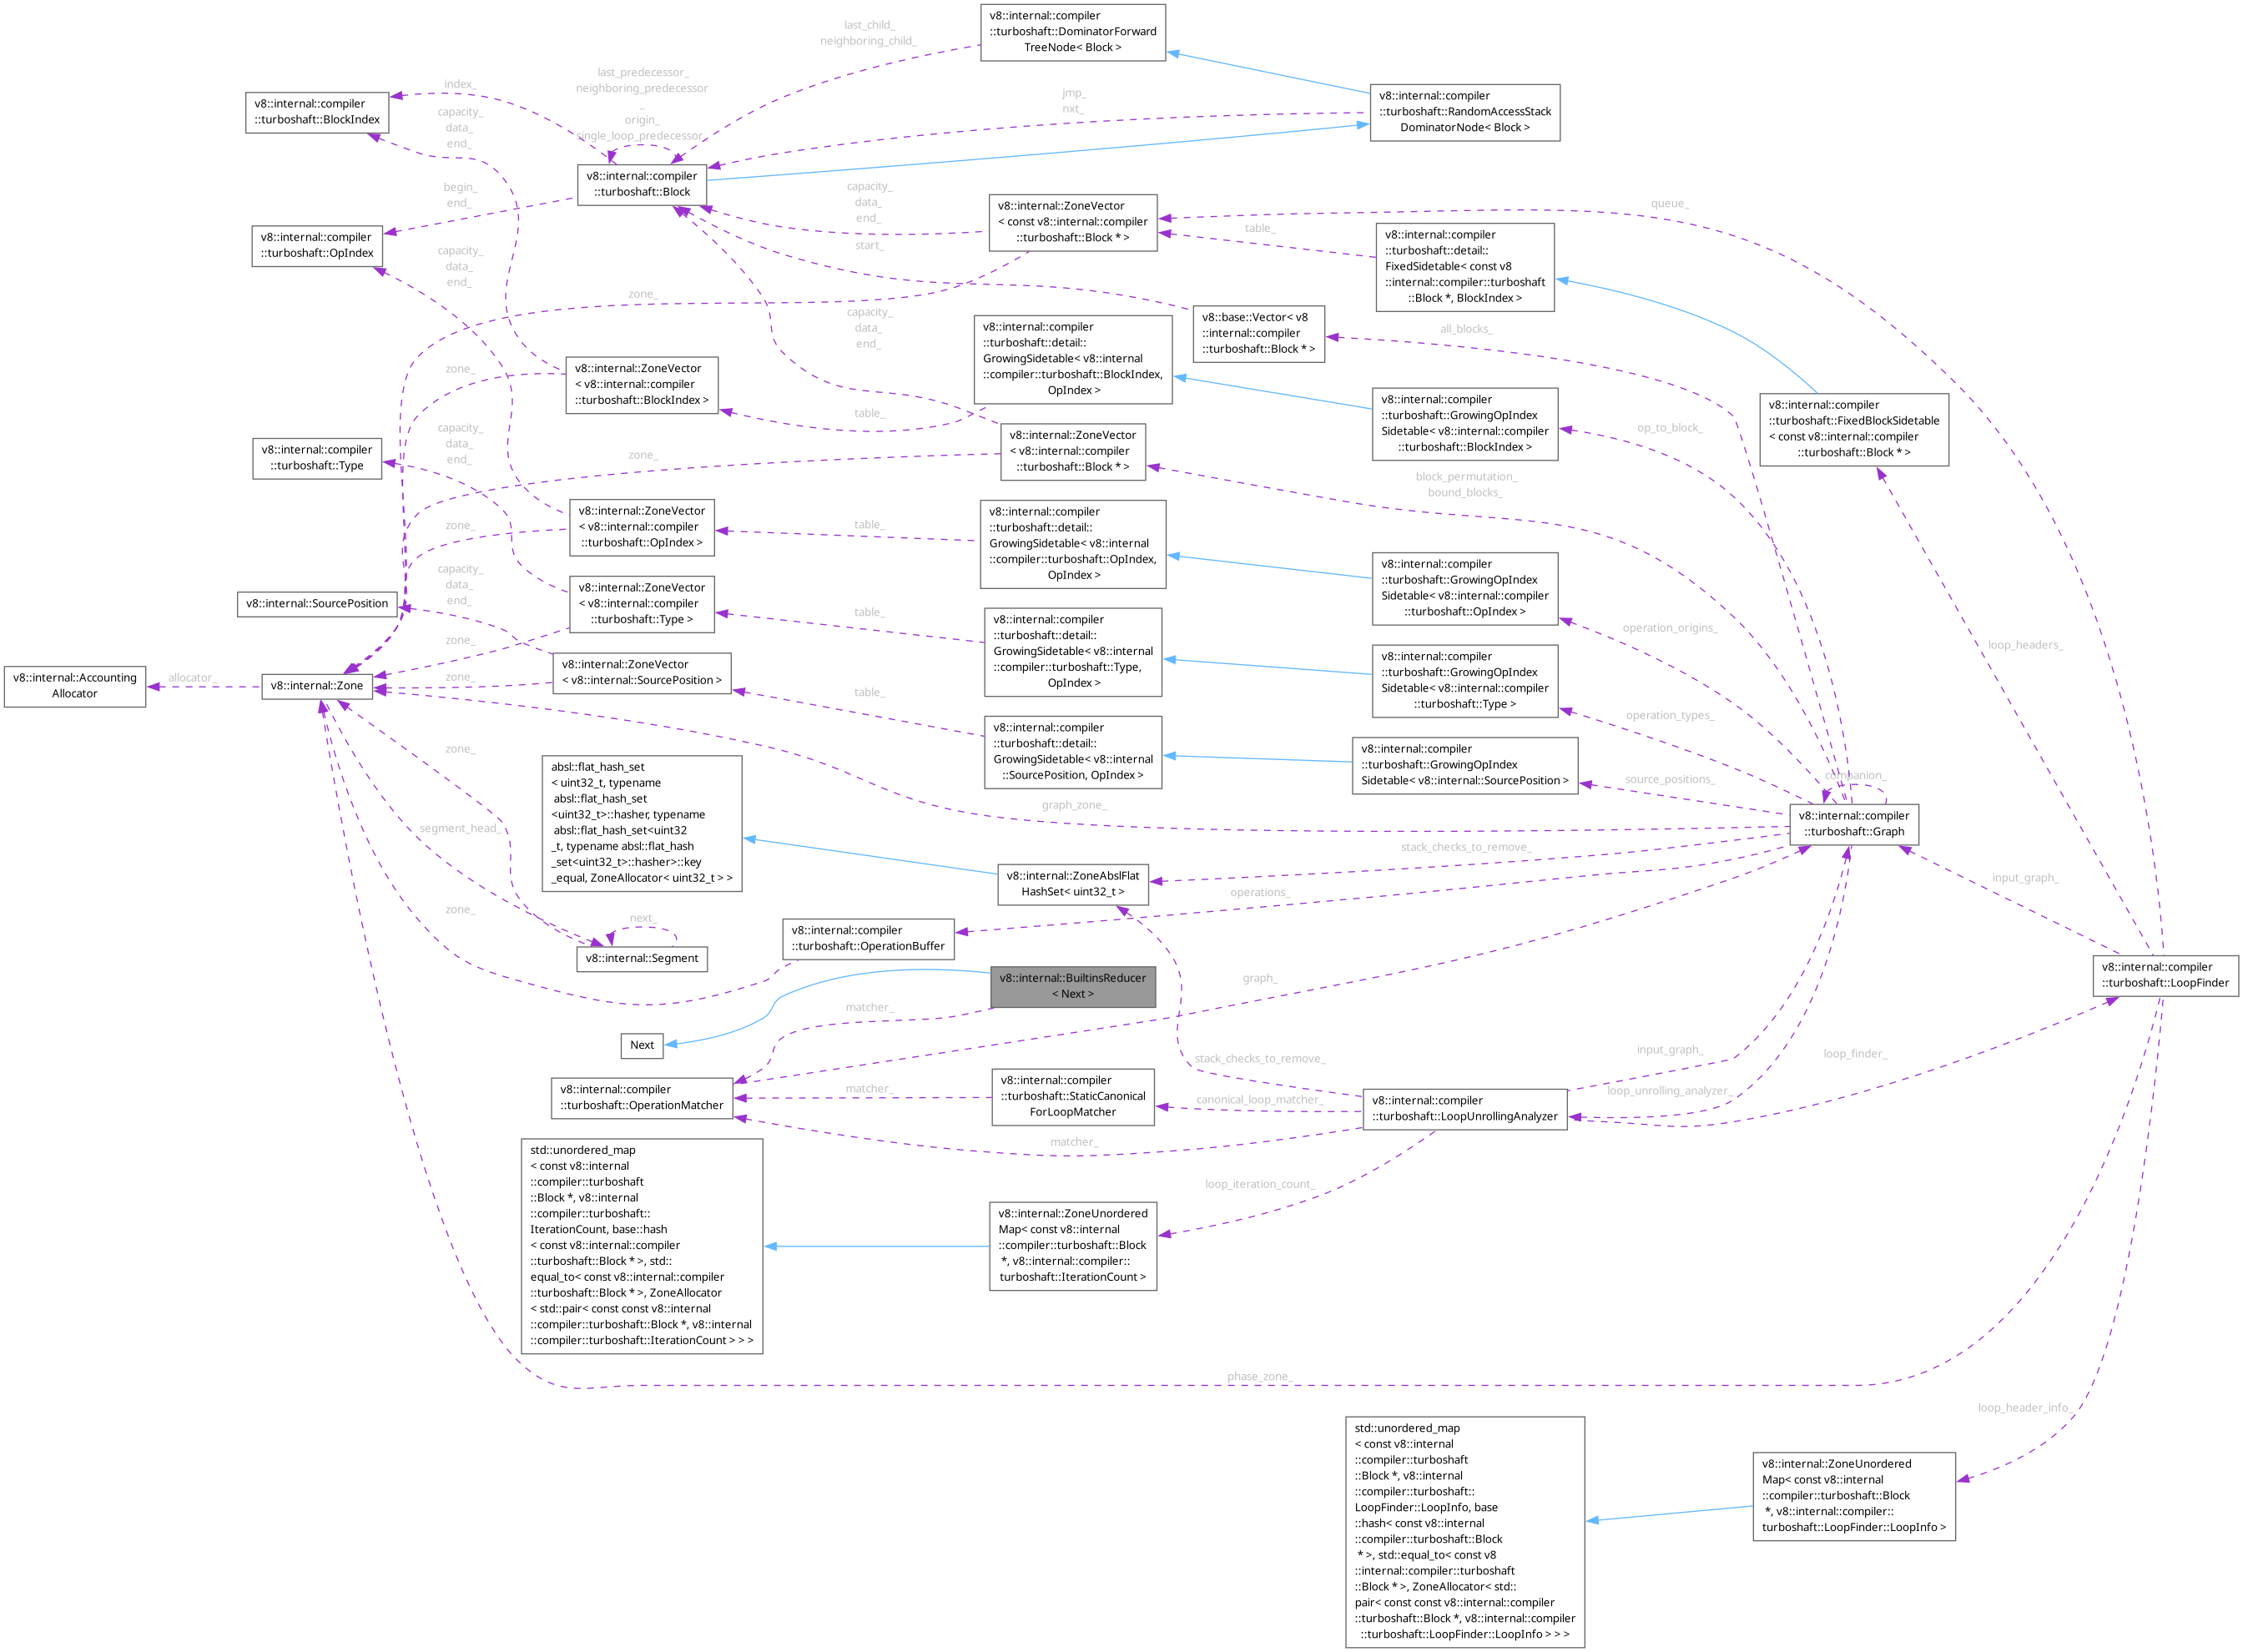 v8::internal::compiler
::turboshaft::DominatorForward
TreeNode< Block >
last_child_
neighboring_child_
v8::internal::compiler
::turboshaft::RandomAccessStack
DominatorNode< Block >
jmp_
nxt_
last_predecessor_
neighboring_predecessor
_
origin_
single_loop_predecessor_
index_
v8::internal::compiler
::turboshaft::BlockIndex
capacity_
data_
end_
v8::internal::compiler
::turboshaft::Block
begin_
end_
v8::internal::compiler
::turboshaft::OpIndex
capacity_
data_
end_
capacity_
data_
end_
v8::internal::ZoneVector
< const v8::internal::compiler
::turboshaft::Block * >
start_
queue_
table_
v8::internal::compiler
::turboshaft::detail::
FixedSidetable< const v8
::internal::compiler::turboshaft
::Block *, BlockIndex >
zone_
capacity_
data_
end_
v8::base::Vector< v8
::internal::compiler
::turboshaft::Block * >
all_blocks_
v8::internal::compiler
::turboshaft::detail::
GrowingSidetable< v8::internal
::compiler::turboshaft::BlockIndex,
OpIndex >
zone_
v8::internal::ZoneVector
< v8::internal::compiler
::turboshaft::BlockIndex >
table_
v8::internal::compiler
::turboshaft::GrowingOpIndex
Sidetable< v8::internal::compiler
::turboshaft::BlockIndex >
op_to_block_
v8::internal::compiler
::turboshaft::FixedBlockSidetable
< const v8::internal::compiler
::turboshaft::Block * >
v8::internal::compiler
::turboshaft::Type
capacity_
data_
end_
zone_
v8::internal::ZoneVector
< v8::internal::compiler
::turboshaft::Block * >
block_permutation_
bound_blocks_
zone_
v8::internal::ZoneVector
< v8::internal::compiler
::turboshaft::OpIndex >
table_
v8::internal::compiler
::turboshaft::detail::
GrowingSidetable< v8::internal
::compiler::turboshaft::OpIndex,
OpIndex >
v8::internal::compiler
::turboshaft::GrowingOpIndex
Sidetable< v8::internal::compiler
::turboshaft::OpIndex >
operation_origins_
v8::internal::SourcePosition
capacity_
data_
end_
v8::internal::ZoneVector
< v8::internal::compiler
::turboshaft::Type >
table_
v8::internal::compiler
::turboshaft::detail::
GrowingSidetable< v8::internal
::compiler::turboshaft::Type,
OpIndex >
v8::internal::compiler
::turboshaft::GrowingOpIndex
Sidetable< v8::internal::compiler
::turboshaft::Type >
operation_types_
loop_headers_
v8::internal::Accounting
Allocator
allocator_
v8::internal::Zone
zone_
zone_
v8::internal::ZoneVector
< v8::internal::SourcePosition >
table_
v8::internal::compiler
::turboshaft::detail::
GrowingSidetable< v8::internal
::SourcePosition, OpIndex >
v8::internal::compiler
::turboshaft::GrowingOpIndex
Sidetable< v8::internal::SourcePosition >
source_positions_
companion_
v8::internal::compiler
::turboshaft::Graph
zone_
segment_head_
absl::flat_hash_set
< uint32_t, typename
absl::flat_hash_set
<uint32_t>::hasher, typename
absl::flat_hash_set<uint32
_t, typename absl::flat_hash
_set<uint32_t>::hasher>::key
_equal, ZoneAllocator< uint32_t > >
graph_zone_
stack_checks_to_remove_
v8::internal::ZoneAbslFlat
HashSet< uint32_t >
operations_
input_graph_
zone_
next_
v8::internal::Segment
v8::internal::compiler
::turboshaft::OperationBuffer
v8::internal::BuiltinsReducer
< Next >
graph_
v8::internal::compiler
::turboshaft::LoopFinder
matcher_
Next
stack_checks_to_remove_
input_graph_
loop_finder_
v8::internal::compiler
::turboshaft::OperationMatcher
matcher_
v8::internal::compiler
::turboshaft::StaticCanonical
ForLoopMatcher
canonical_loop_matcher_
v8::internal::compiler
::turboshaft::LoopUnrollingAnalyzer
loop_unrolling_analyzer_
matcher_
std::unordered_map
< const v8::internal
::compiler::turboshaft
::Block *, v8::internal
::compiler::turboshaft::
IterationCount, base::hash
< const v8::internal::compiler
::turboshaft::Block * >, std::
equal_to< const v8::internal::compiler
::turboshaft::Block * >, ZoneAllocator
< std::pair< const const v8::internal
::compiler::turboshaft::Block *, v8::internal
::compiler::turboshaft::IterationCount > > >
loop_iteration_count_
v8::internal::ZoneUnordered
Map< const v8::internal
::compiler::turboshaft::Block
*, v8::internal::compiler::
turboshaft::IterationCount >
phase_zone_
loop_header_info_
std::unordered_map
< const v8::internal
::compiler::turboshaft
::Block *, v8::internal
::compiler::turboshaft::
LoopFinder::LoopInfo, base
::hash< const v8::internal
::compiler::turboshaft::Block
* >, std::equal_to< const v8
::internal::compiler::turboshaft
::Block * >, ZoneAllocator< std::
pair< const const v8::internal::compiler
::turboshaft::Block *, v8::internal::compiler
::turboshaft::LoopFinder::LoopInfo > > >
v8::internal::ZoneUnordered
Map< const v8::internal
::compiler::turboshaft::Block
*, v8::internal::compiler::
turboshaft::LoopFinder::LoopInfo >